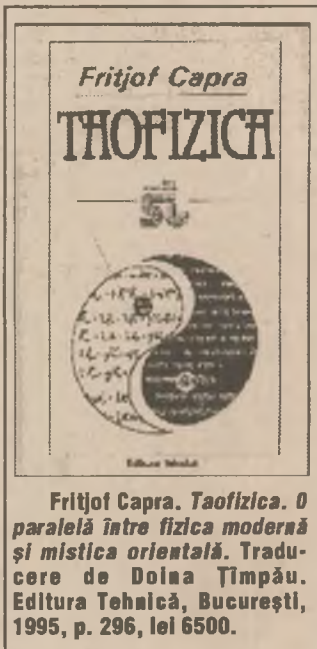 Fritjof Capra
TAOFIZICA
Editura Tehnică
Fritjof Capra. Taofizica. O
paralelă între fizica modernă
și mistica orientală. Tradu-
cere de Doina Țîmpău.
Editura Tehnică, București,
1995, p. 296, lei 6500.